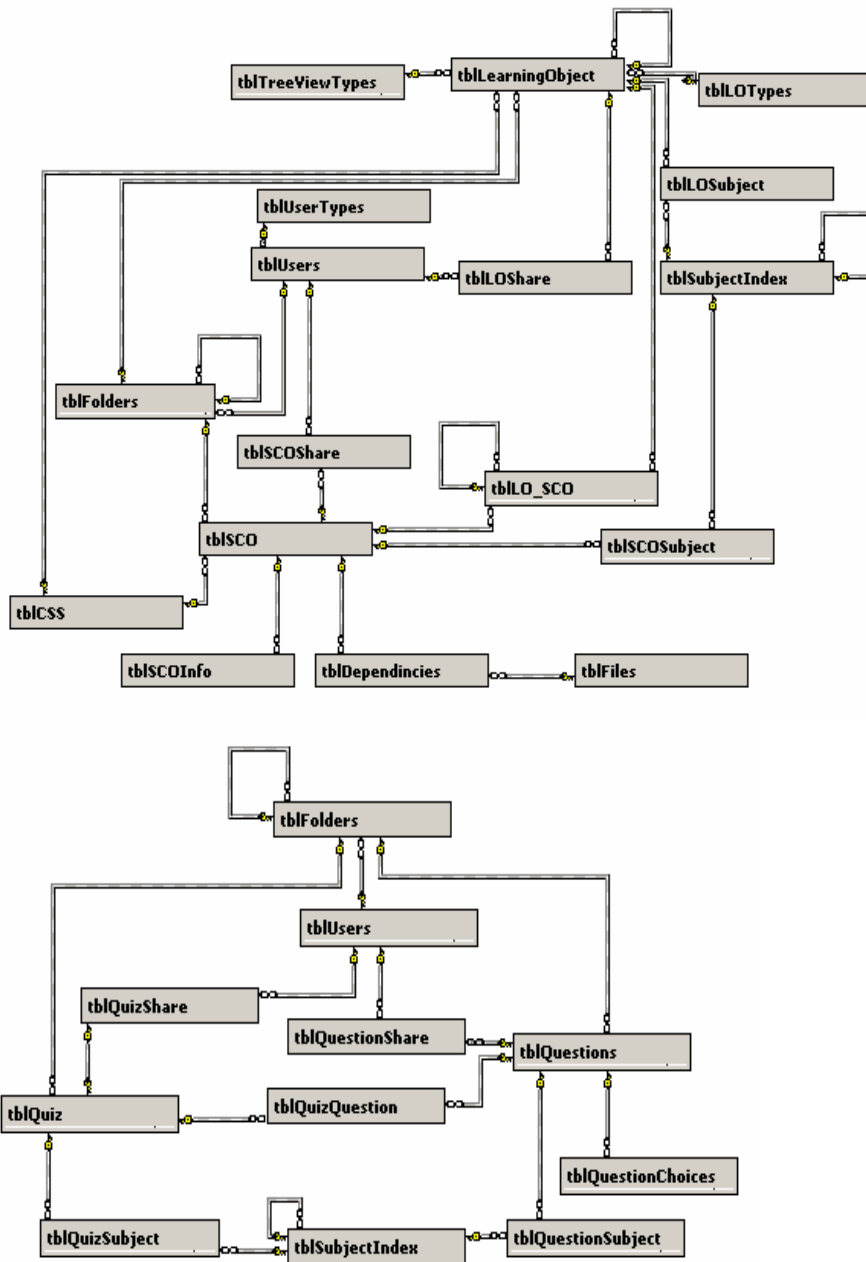 tblLearningObject
tblTreeViewTypes
tblLOTypes
tblLOSubject
tblUserTypes
tblUsers
tblLOShare
tblSubjectIndex
tblFolders
tblSCOShare
tblLO_SCO
tblSCO
tblSCOSubject
tblCSS
tblSCOInfo
tblDependincies
tblFiles
tblFolders
tblUsers
tblQuizShare
tblQuestionShare
tblQuestions
tblQuizQuestion
tblQuiz
tblQuestionChoices
tblQuizSubject
tblSubjectIndex
tblQuestionSubject